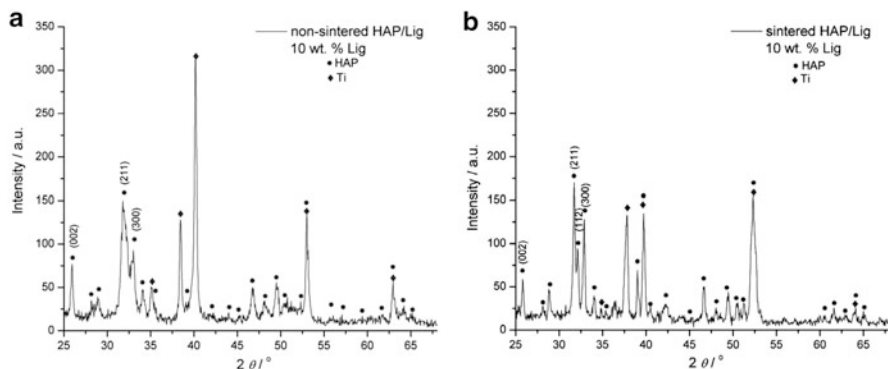 a
non-sintered HAP/Lig
10 wt. % Lig
HAP
Ti
Intensity / a.u.
350
300
250
200
150
100
50
0
(002)
(211)
(300)
25 30 35 40 45 50 55 60 65
2 θ / °
b
sintered HAP/Lig
10 wt. % Lig
HAP
Ti
Intensity / a.u.
350
300
250
200
150
100
50
0
(002)
(211)
(112)
(300)
25 30 35 40 45 50 55 60 65
2 θ / °